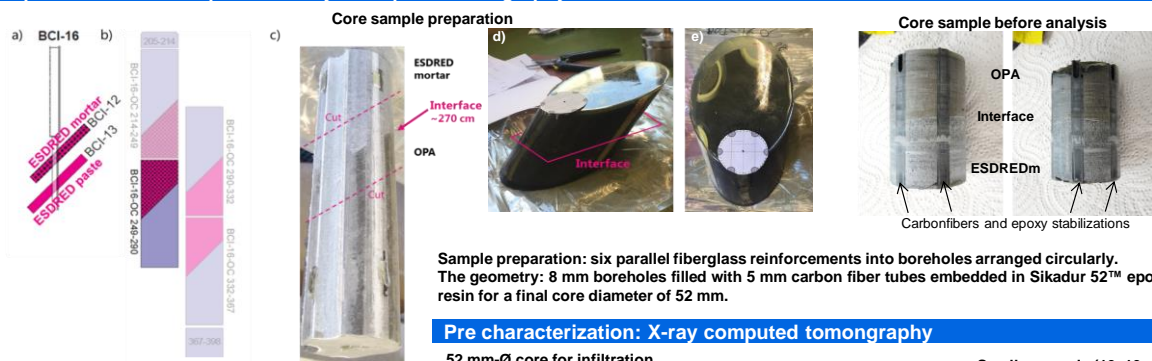 Core sample preparation
a) BCI-16
b)
BCI-12
BCI-13
ESDRED mortar
ESDRED paste
205-214
BCI-16-OC 214-249
BCI-16-OC 249-290
BCI-16-OC 290-332
BCI-16-OC 332-367
367-398
c)
ESDRED
mortar
Interface
~270 cm
OPA
Cut
Cut
d)
Interface
e)
Core sample before analysis
OPA
Interface
ESDREDm
Carbonfibers and epoxy stabilizations
Sample preparation: six parallel fiberglass reinforcements into boreholes arranged circularly.
The geometry: 8 mm boreholes filled with 5 mm carbon fiber tubes embedded in Sikadur 52™ epo
resin for a final core diameter of 52 mm.
Pre characterization: X-ray computed tomongraphy
52 mm-Ø core for infiltration